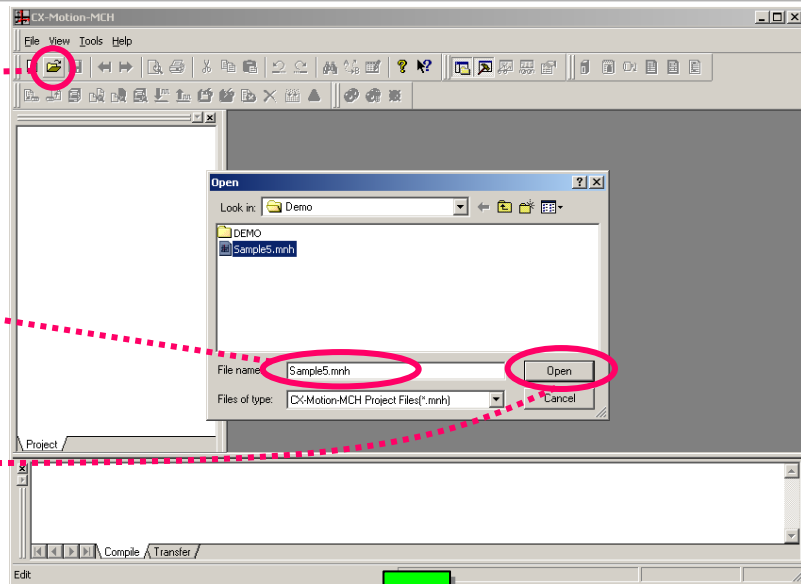 CX-Motion-MCH
File View Tools Help
Open
Look in: Demo
DEMO
Sample5.mnh
File name: Sample5.mnh
Open
Files of type: CX-Motion-MCH Project Files(*.mnh)
Cancel
Project
Compile Transfer
Edit